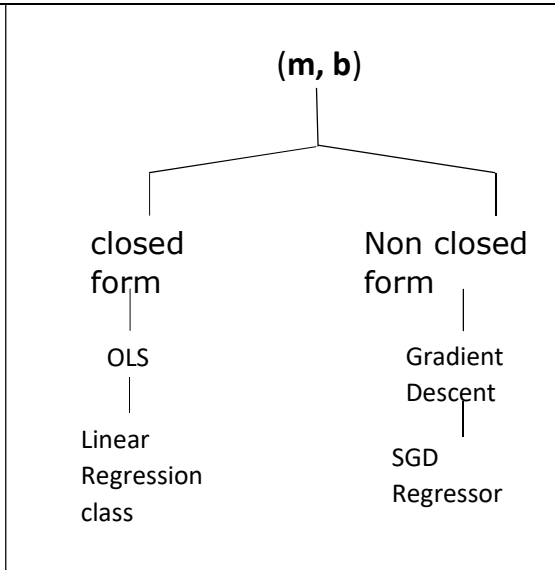 (m, b)
closed
form
Non closed
form
OLS
Gradient
Descent
Linear
Regression
class
SGD
Regressor